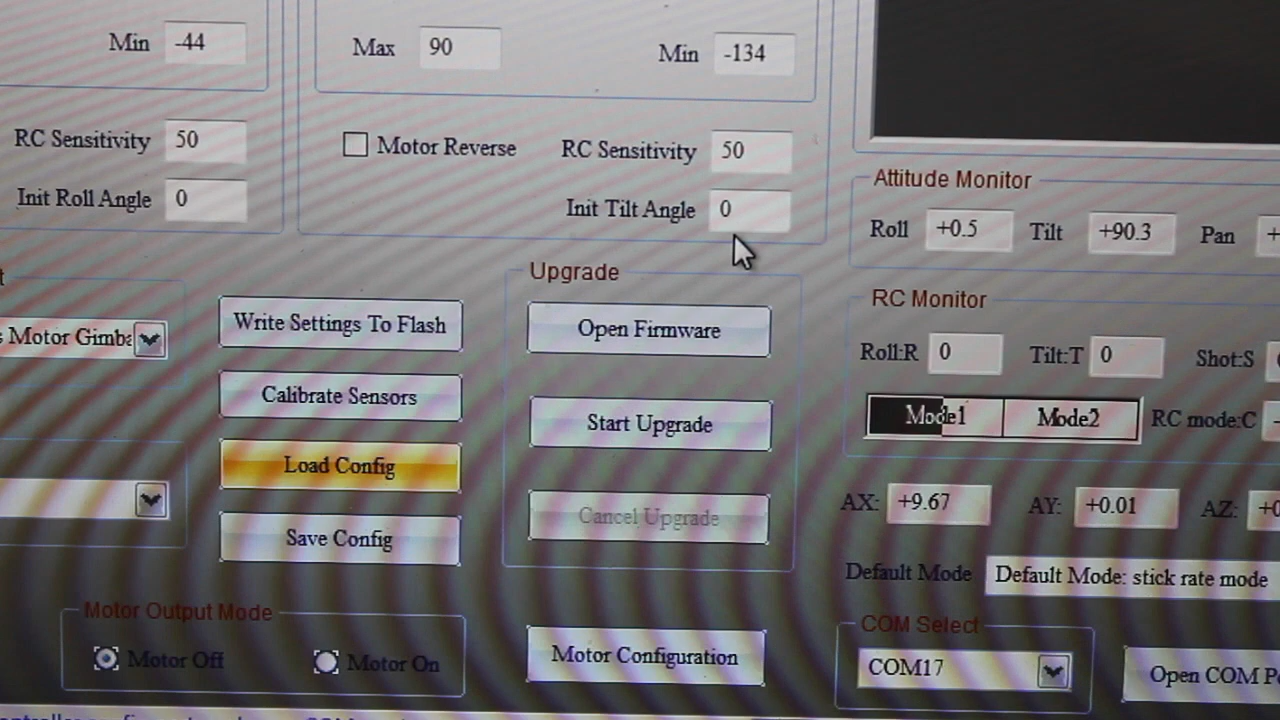 Min -44 Max 90 Min -134
RC Sensitivity 50 Motor Reverse RC Sensitivity 50
Init Roll Angle 0 Init Tilt Angle 0
Attitude Monitor
Roll +0.5 Tilt +90.3 Pan +
Upgrade
Write Settings To Flash
Calibrate Sensors
Load Config
Save Config
Open Firmware
Start Upgrade
Cancel Upgrade
RC Monitor
Roll:R 0 Tilt:T 0 Shot:S
Mode1 Mode2 RC mode:C -
AX: +9.67 AY: +0.01 AZ: +0
Default Mode Default Mode: stick rate mode
Motor Output Mode
Motor Off Motor On
Motor Configuration
COM Select
COM17 Open COM